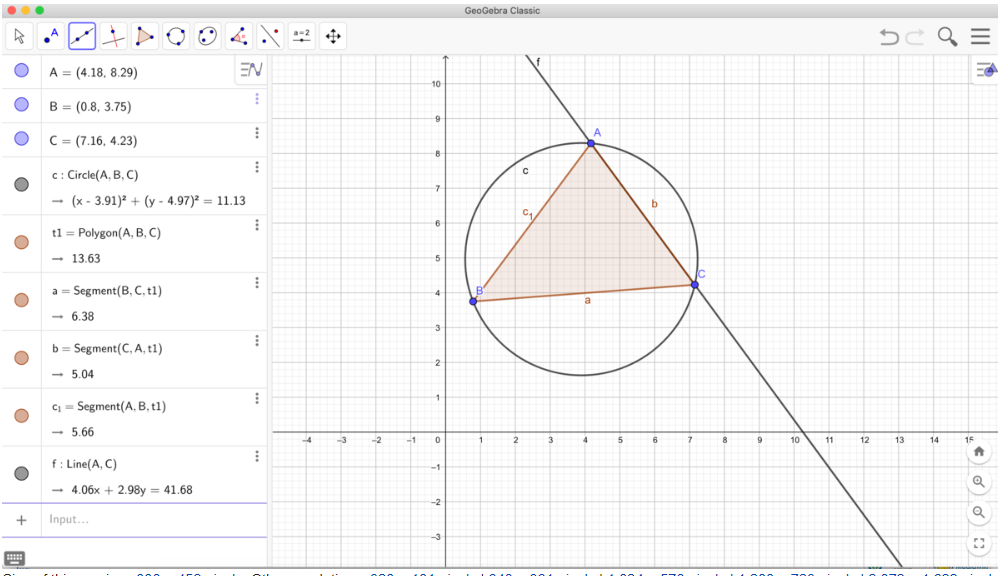 GeoGebra Classic
A
a=2
A = (4.18, 8.29)
B = (0.8, 3.75)
C = (7.16, 4.23)
c : Circle(A, B, C)
→ (x - 3.91)² + (y - 4.97)² = 11.13
t1 = Polygon(A, B, C)
→ 13.63
a = Segment(B, C, t1)
→ 6.38
b = Segment(C, A, t1)
→ 5.04
c₁ = Segment(A, B, t1)
→ 5.66
f : Line(A, C)
→ 4.06x + 2.98y = 41.68
+ Input...
f
10
9
A
8
c
7
b
c₁
6
5
C
B
4
a
3
2
1
−4 −3 −2 −1 0 1 2 3 4 5 6 7 8 9 10 11 12 13 14 15
−1
−2
−3